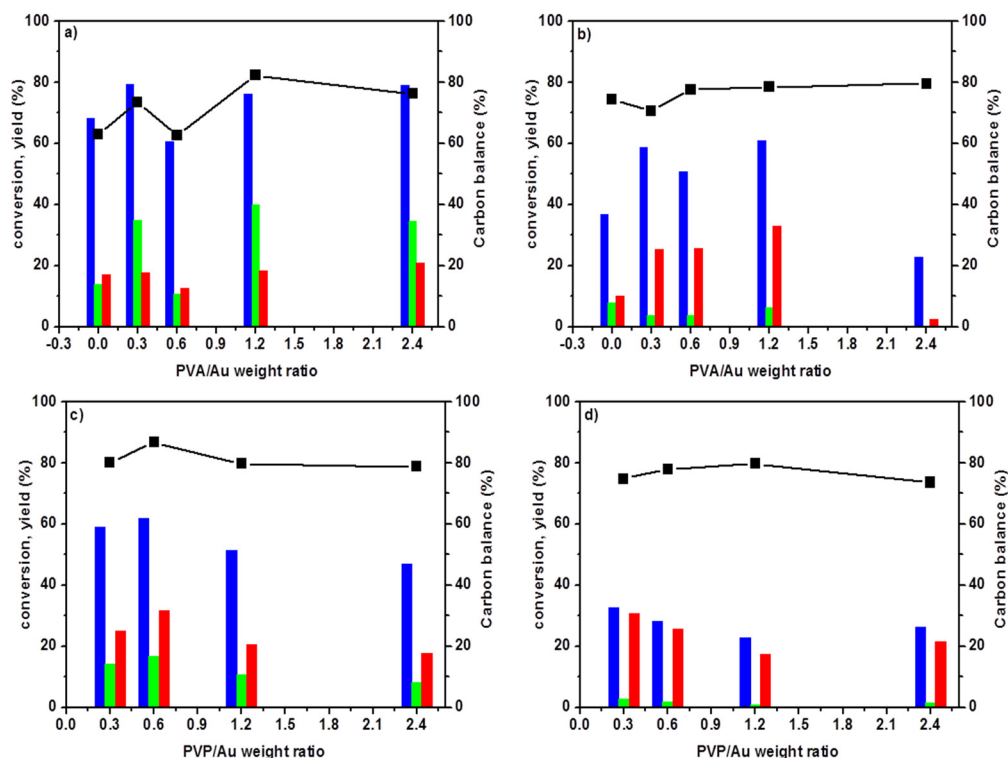 a)
conversion, yield (%)
100
80
60
40
20
0
-0.3 0.0 0.3 0.6 0.9 1.2 1.5 1.8 2.1 2.4
PVA/Au weight ratio
100
80
60
40
20
0
Carbon balance (%)
b)
conversion, yield (%)
100
80
60
40
20
0
-0.3 0.0 0.3 0.6 0.9 1.2 1.5 1.8 2.1 2.4
PVA/Au weight ratio
100
80
60
40
20
0
Carbon balance (%)
c)
conversion, yield (%)
100
80
60
40
20
0
0.0 0.3 0.6 0.9 1.2 1.5 1.8 2.1 2.4
PVP/Au weight ratio
100
80
60
40
20
0
Carbon balance (%)
d)
conversion, yield (%)
100
80
60
40
20
0
0.0 0.3 0.6 0.9 1.2 1.5 1.8 2.1 2.4
PVP/Au weight ratio
100
80
60
40
20
0
Carbon balance (%)